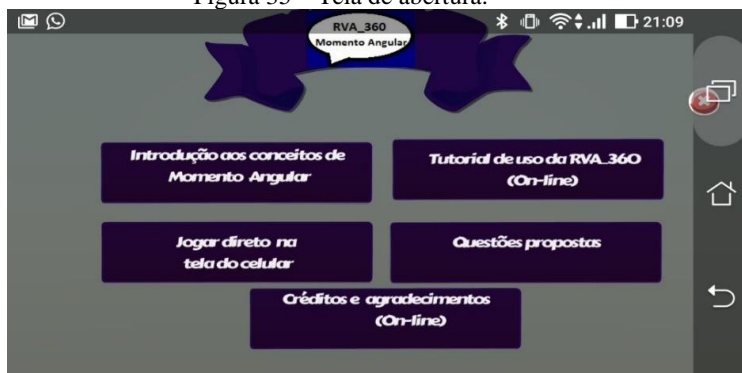 Figura 33 – Tela de abertura.
21:09
RVA_360
Momento Angular
Introdução aos conceitos de
Momento Angular
Tutorial de uso da RVA_360
(On-line)
Jogar direto na
tela do celular
Questões propostas
Créditos e agradecimentos
(On-line)